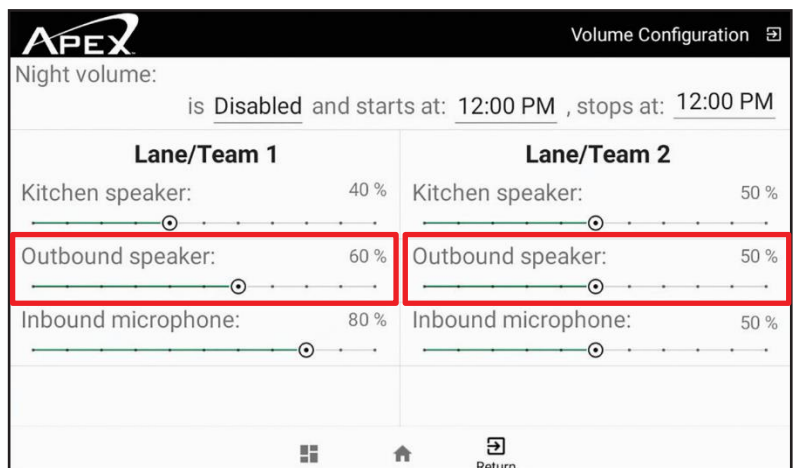 APEX
Volume Configuration
Night volume:
is Disabled and starts at: 12:00 PM , stops at: 12:00 PM
Lane/Team 1
Kitchen speaker: 40 %
Outbound speaker: 60 %
Inbound microphone: 80 %
Lane/Team 2
Kitchen speaker: 50 %
Outbound speaker: 50 %
Inbound microphone: 50 %
Return